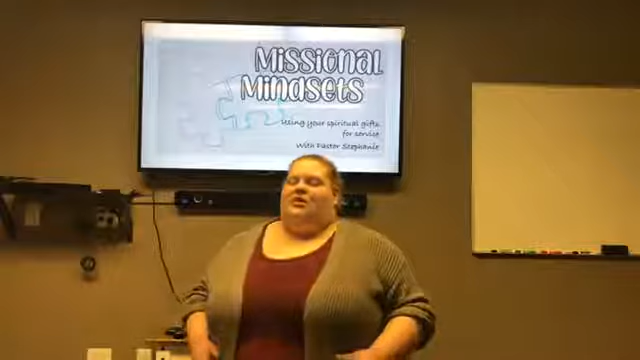 Missional
Mindsets
using your spiritual gifts
for service
With Pastor Stephanie